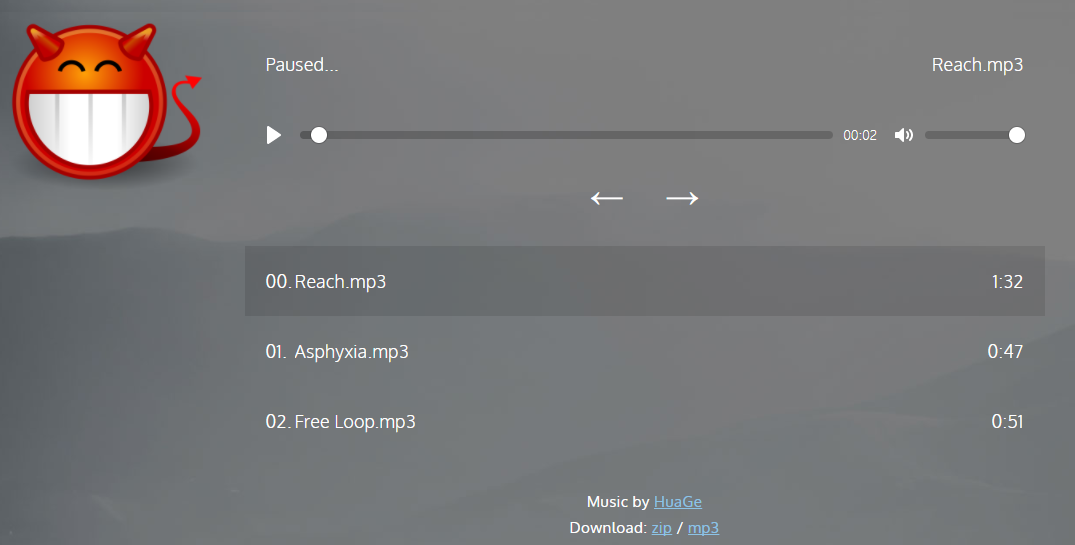 Paused... Reach.mp3
00:02
← →
00. Reach.mp3 1:32
01. Asphyxia.mp3 0:47
02. Free Loop.mp3 0:51
Music by HuaGe
Download: zip / mp3